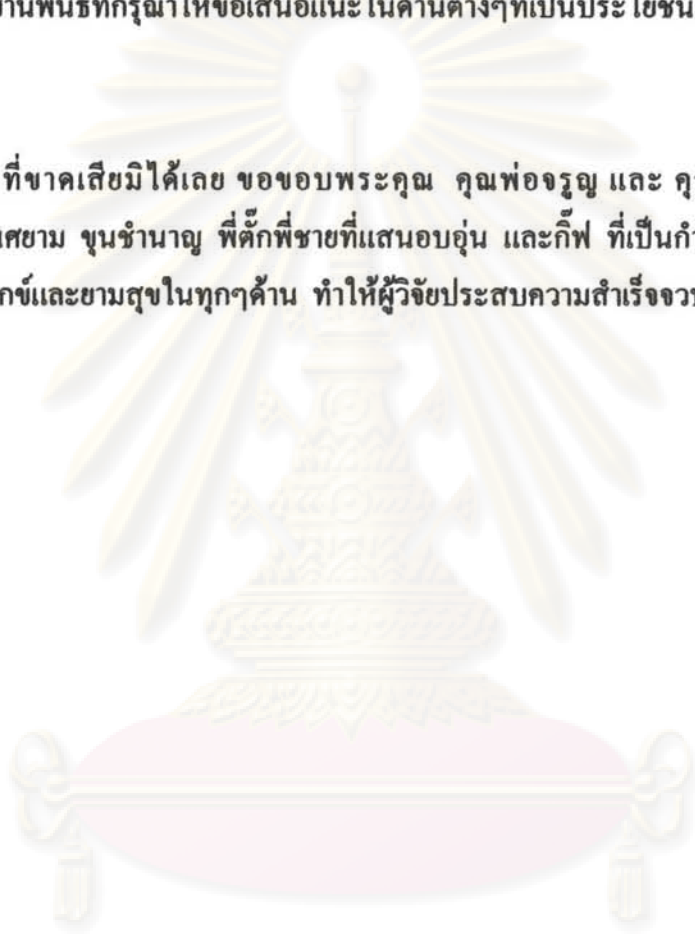 านพนธ์ที่กรุณาให้ข้อเสนอแนะในด้านต่างๆที่เป็นประโยชน์
ที่ขาดเสียมิได้เลย ขอขอบพระคุณ คุณพ่อจรูญ และ คุ
เศยาม ขุนชำนาญ พี่ตั๊กพี่ชายที่แสนอบอุ่น และกิ๊ฟ ที่เป็นกำ
กข์และยามสุขในทุกๆด้าน ทำให้ผู้วิจัยประสบความสำเร็จจวบ